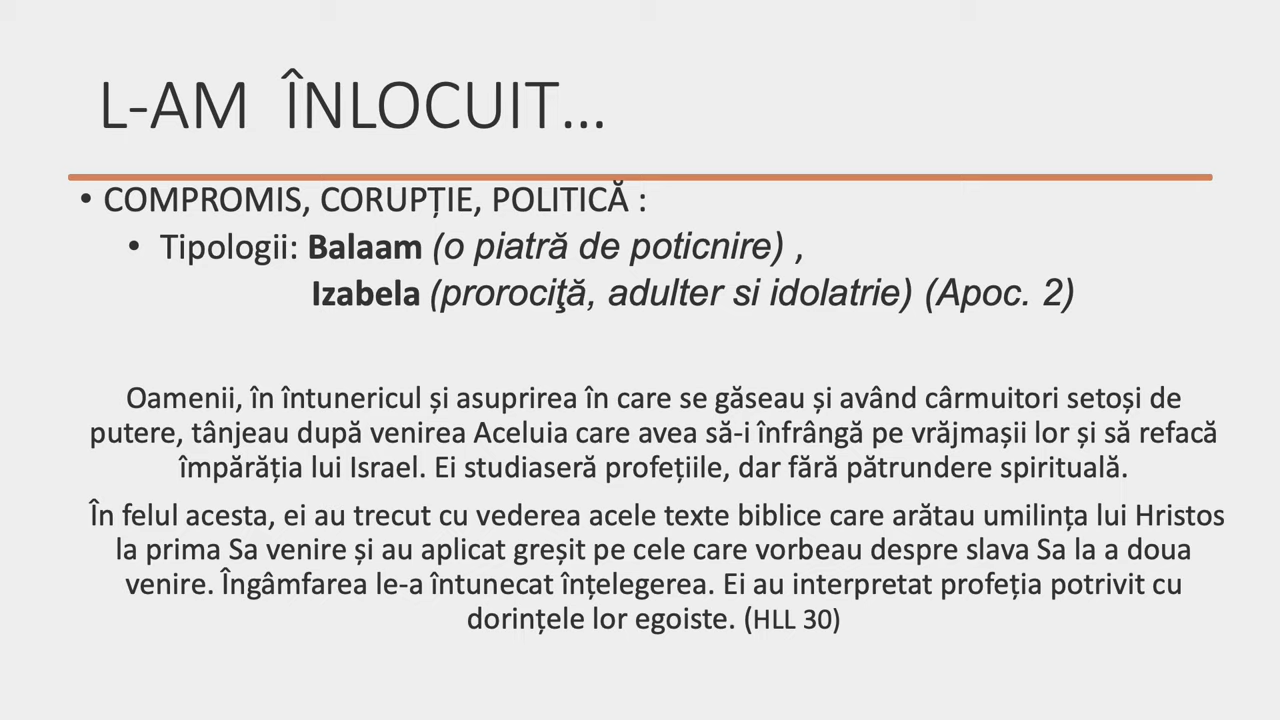 L-AM ÎNLOCUIT...
• COMPROMIS, CORUPȚIE, POLITICĂ :
• Tipologii: Balaam (o piatră de poticnire) ,
Izabela (prorociţă, adulter si idolatrie) (Apoc. 2)
Oamenii, în întunericul și asuprirea în care se găseau și având cârmuitori setoși de
putere, tânjeau după venirea Aceluia care avea să-i înfrângă pe vrăjmașii lor și să refacă
împărăția lui Israel. Ei studiaseră profețiile, dar fără pătrundere spirituală.
În felul acesta, ei au trecut cu vederea acele texte biblice care arătau umilința lui Hristos
la prima Sa venire și au aplicat greșit pe cele care vorbeau despre slava Sa la a doua
venire. Îngâmfarea le-a întunecat înțelegerea. Ei au interpretat profeția potrivit cu
dorințele lor egoiste. (HLL 30)